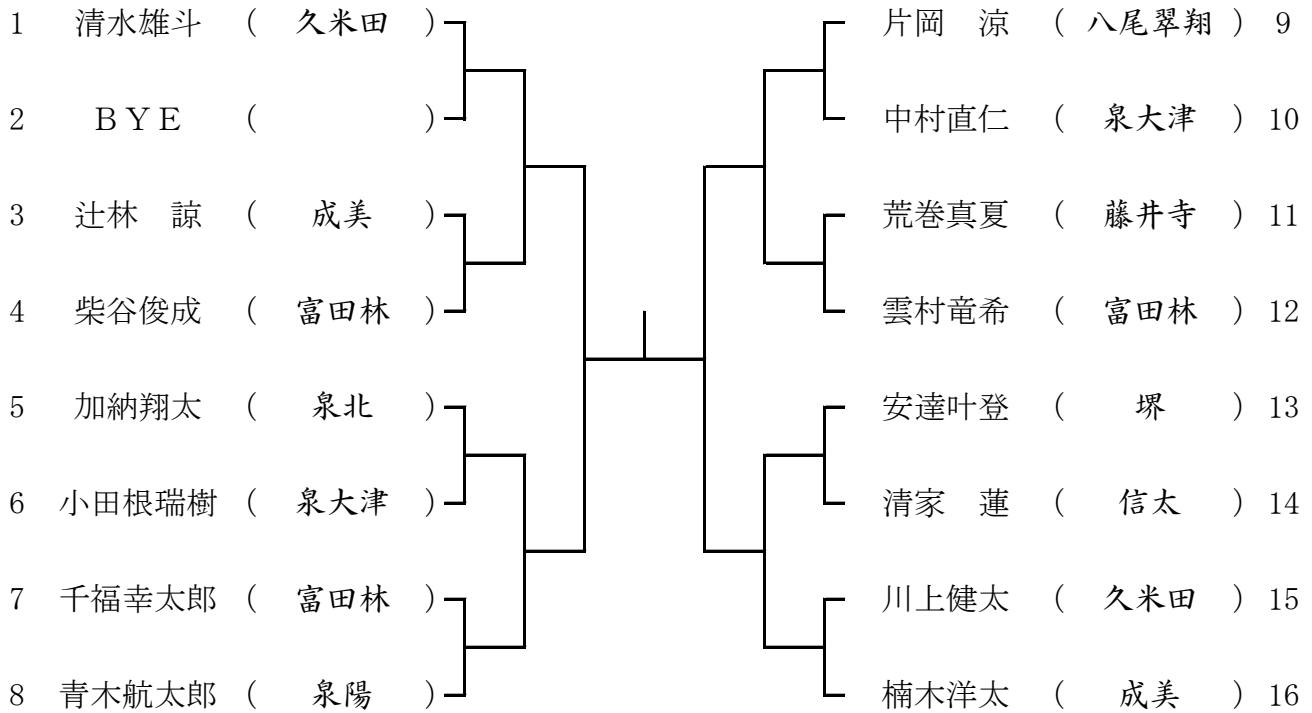 1 清水雄斗 ( 久米田 ) 片岡 涼 ( 八尾翠翔 ) 9
2 ＢＹＥ ( ) 中村直仁 ( 泉大津 ) 10
3 辻林 諒 ( 成美 ) 荒巻真夏 ( 藤井寺 ) 11
4 柴谷俊成 ( 富田林 ) 雲村竜希 ( 富田林 ) 12
5 加納翔太 ( 泉北 ) 安達叶登 ( 堺 ) 13
6 小田根瑞樹 ( 泉大津 ) 清家 蓮 ( 信太 ) 14
7 千福幸太郎 ( 富田林 ) 川上健太 ( 久米田 ) 15
8 青木航太郎 ( 泉陽 ) 楠木洋太 ( 成美 ) 16